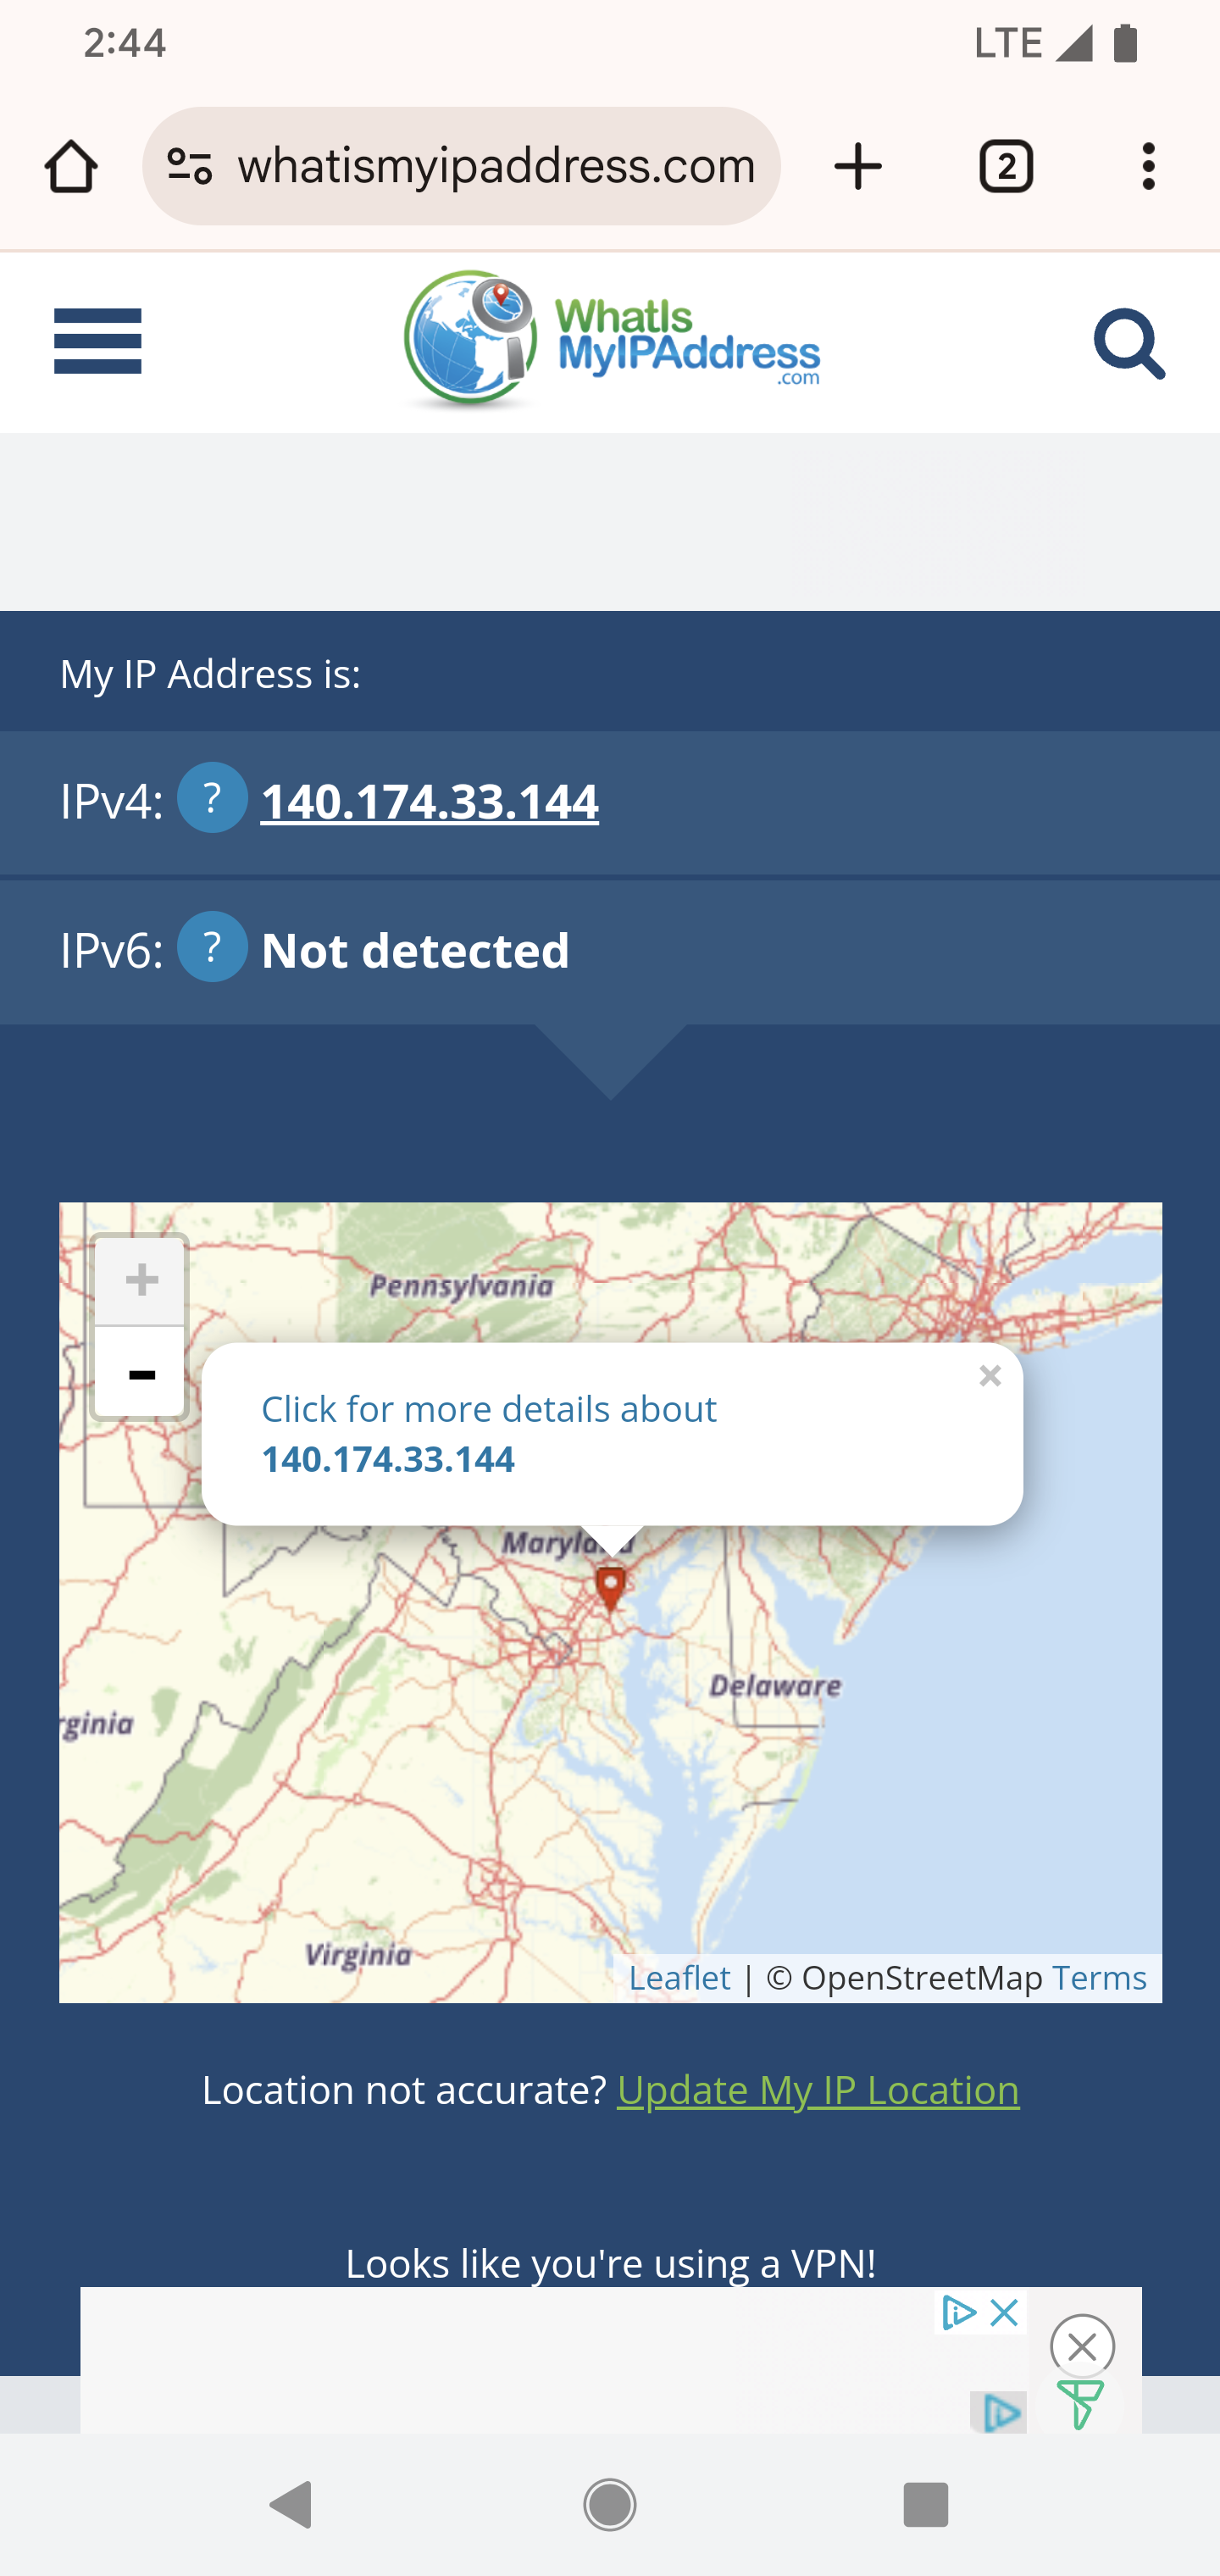 2:44
LTE
whatismyipaddress.com
2
WhatIs
MyIPAddress
.com
My IP Address is:
IPv4: ? 140.174.33.144
IPv6: ? Not detected
+
-
Pennsylvania
×
Click for more details about
140.174.33.144
Maryland
Delaware
rginia
Virginia
Leaflet | © OpenStreetMap Terms
Location not accurate? Update My IP Location
Looks like you're using a VPN!